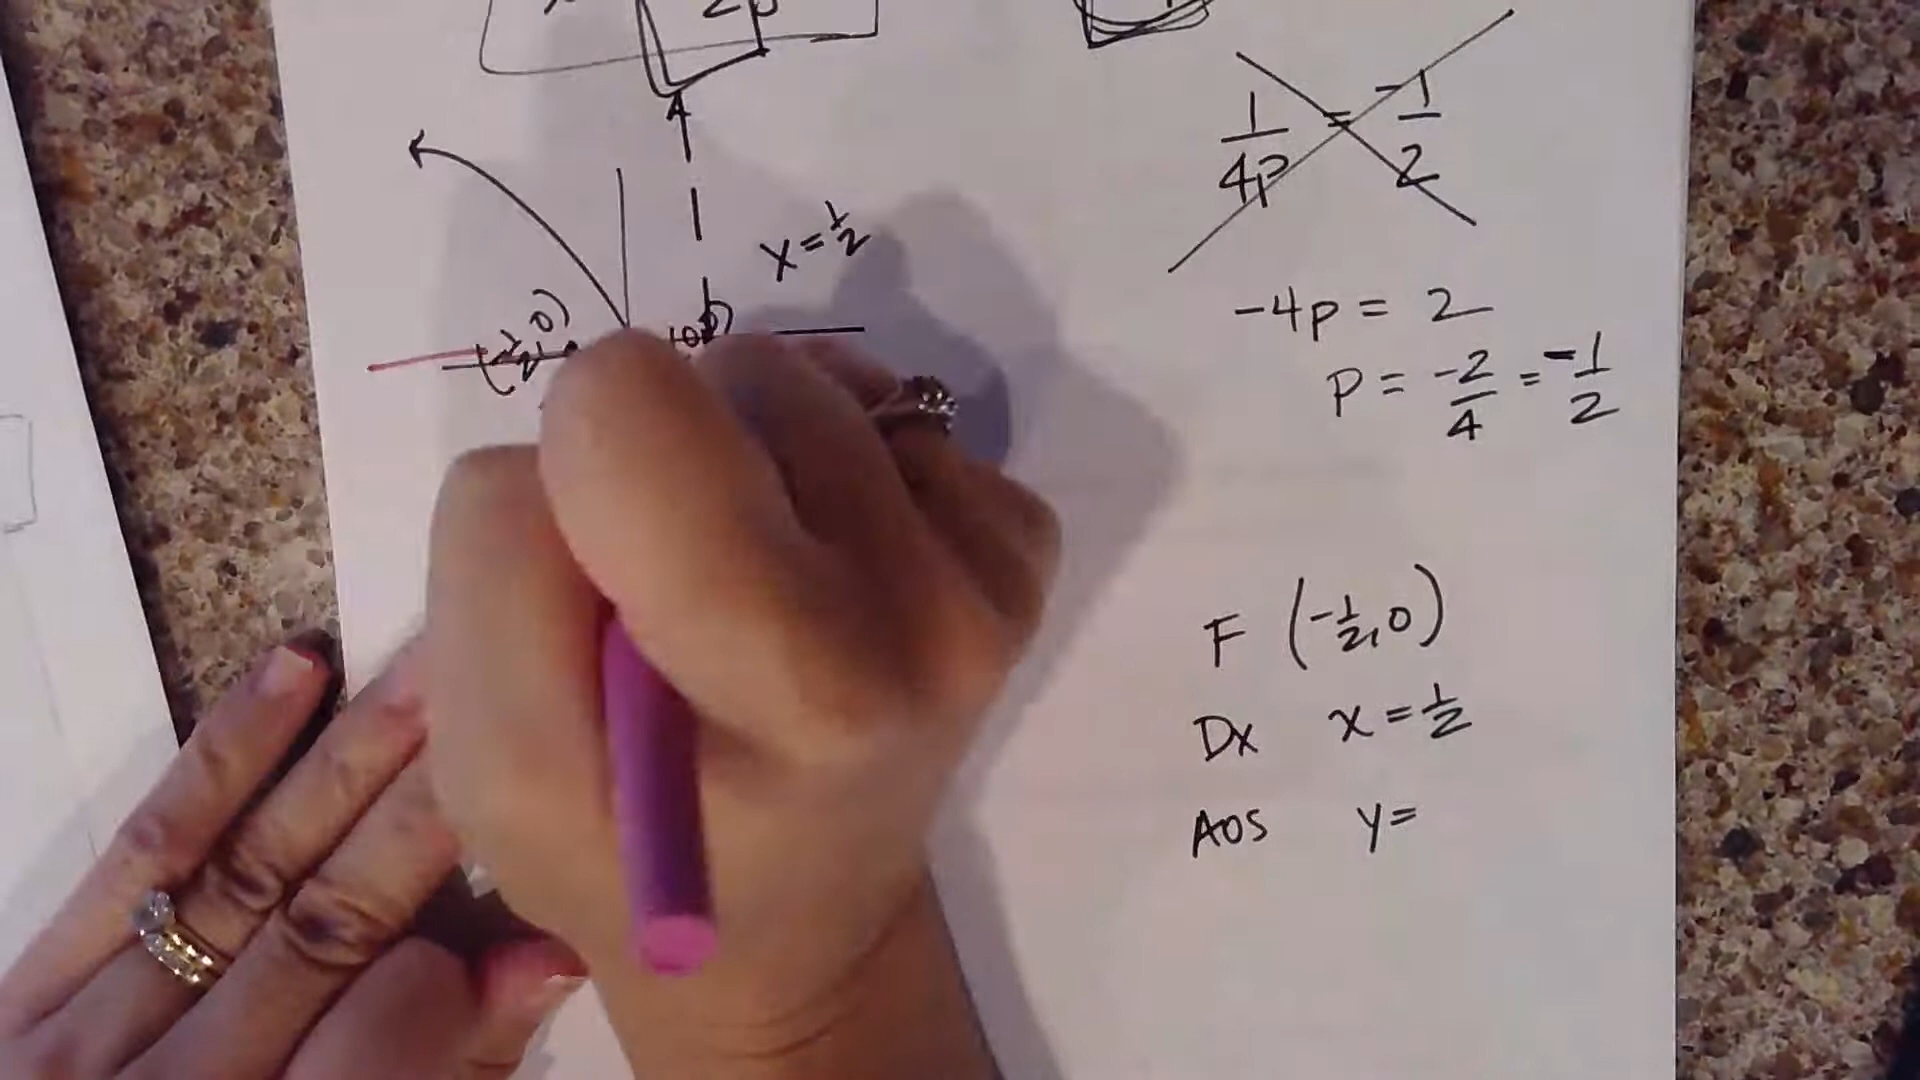 1/4p = -1/2
x = 1/2
(-1/2, 0)
-4p = 2
p = -2/4 = -1/2
F (-1/2, 0)
Dx x = 1/2
AOS y =